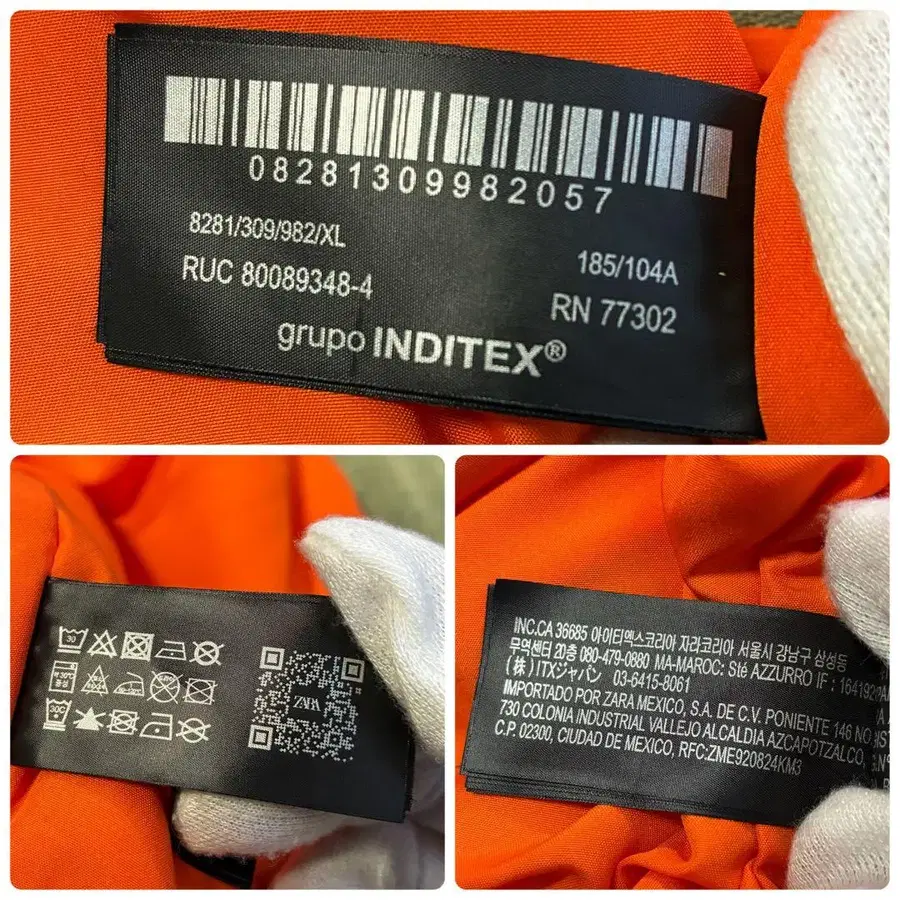 08281309982057
8281/309/982/XL
185/104A
RUC 80089348-4
RN 77302
grupo INDITEX®
30
ZARA
30
INC.CA 36685 아이티엑스코리아 자라코리아 서울시 강남구 삼성동
무역센터 20층 080-479-0880 MA-MAROC: Sté AZZURRO IF : 164192
(株) ITXジャパン 03-6415-8061
IMPORTADO POR ZARA MEXICO, S.A. DE C.V. PONIENTE 146 NO
730 COLONIA INDUSTRIAL VALLEJO ALCALDIA AZCAPOTZALCO,
C.P. 02300, CIUDAD DE MEXICO, RFC:ZME920824KM3